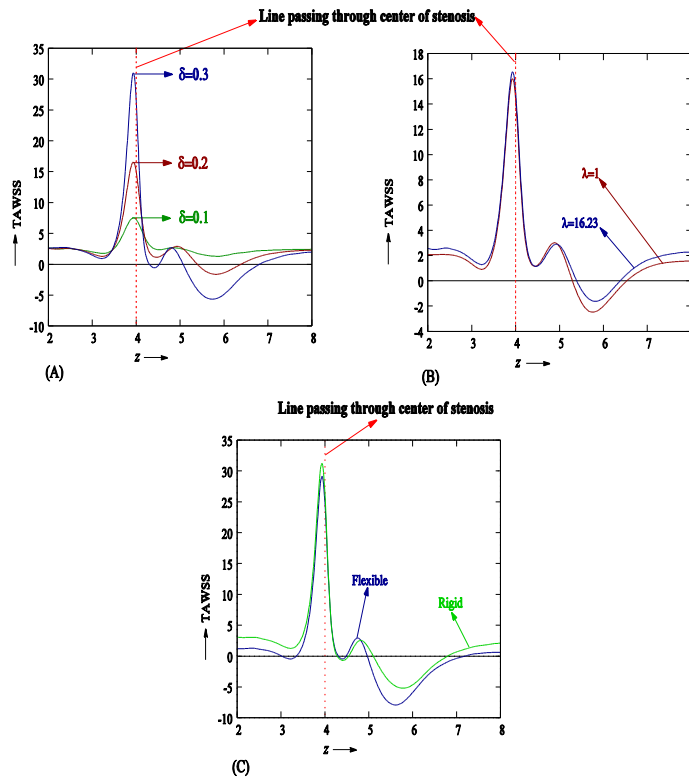 Line passing through center of stenosis
35
30
25
20
15
10
5
0
-5
-10
TAWSS
δ=0.3
δ=0.2
δ=0.1
2
3
4
5
6
7
8
z
(A)
18
16
14
12
10
8
6
4
2
0
-2
-4
TAWSS
λ=1
λ=16.23
2
3
4
5
6
7
z
(B)
Line passing through center of stenosis
35
30
25
20
15
10
5
0
-5
-10
TAWSS
Flexible
Rigid
2
3
4
5
6
7
8
z
(C)